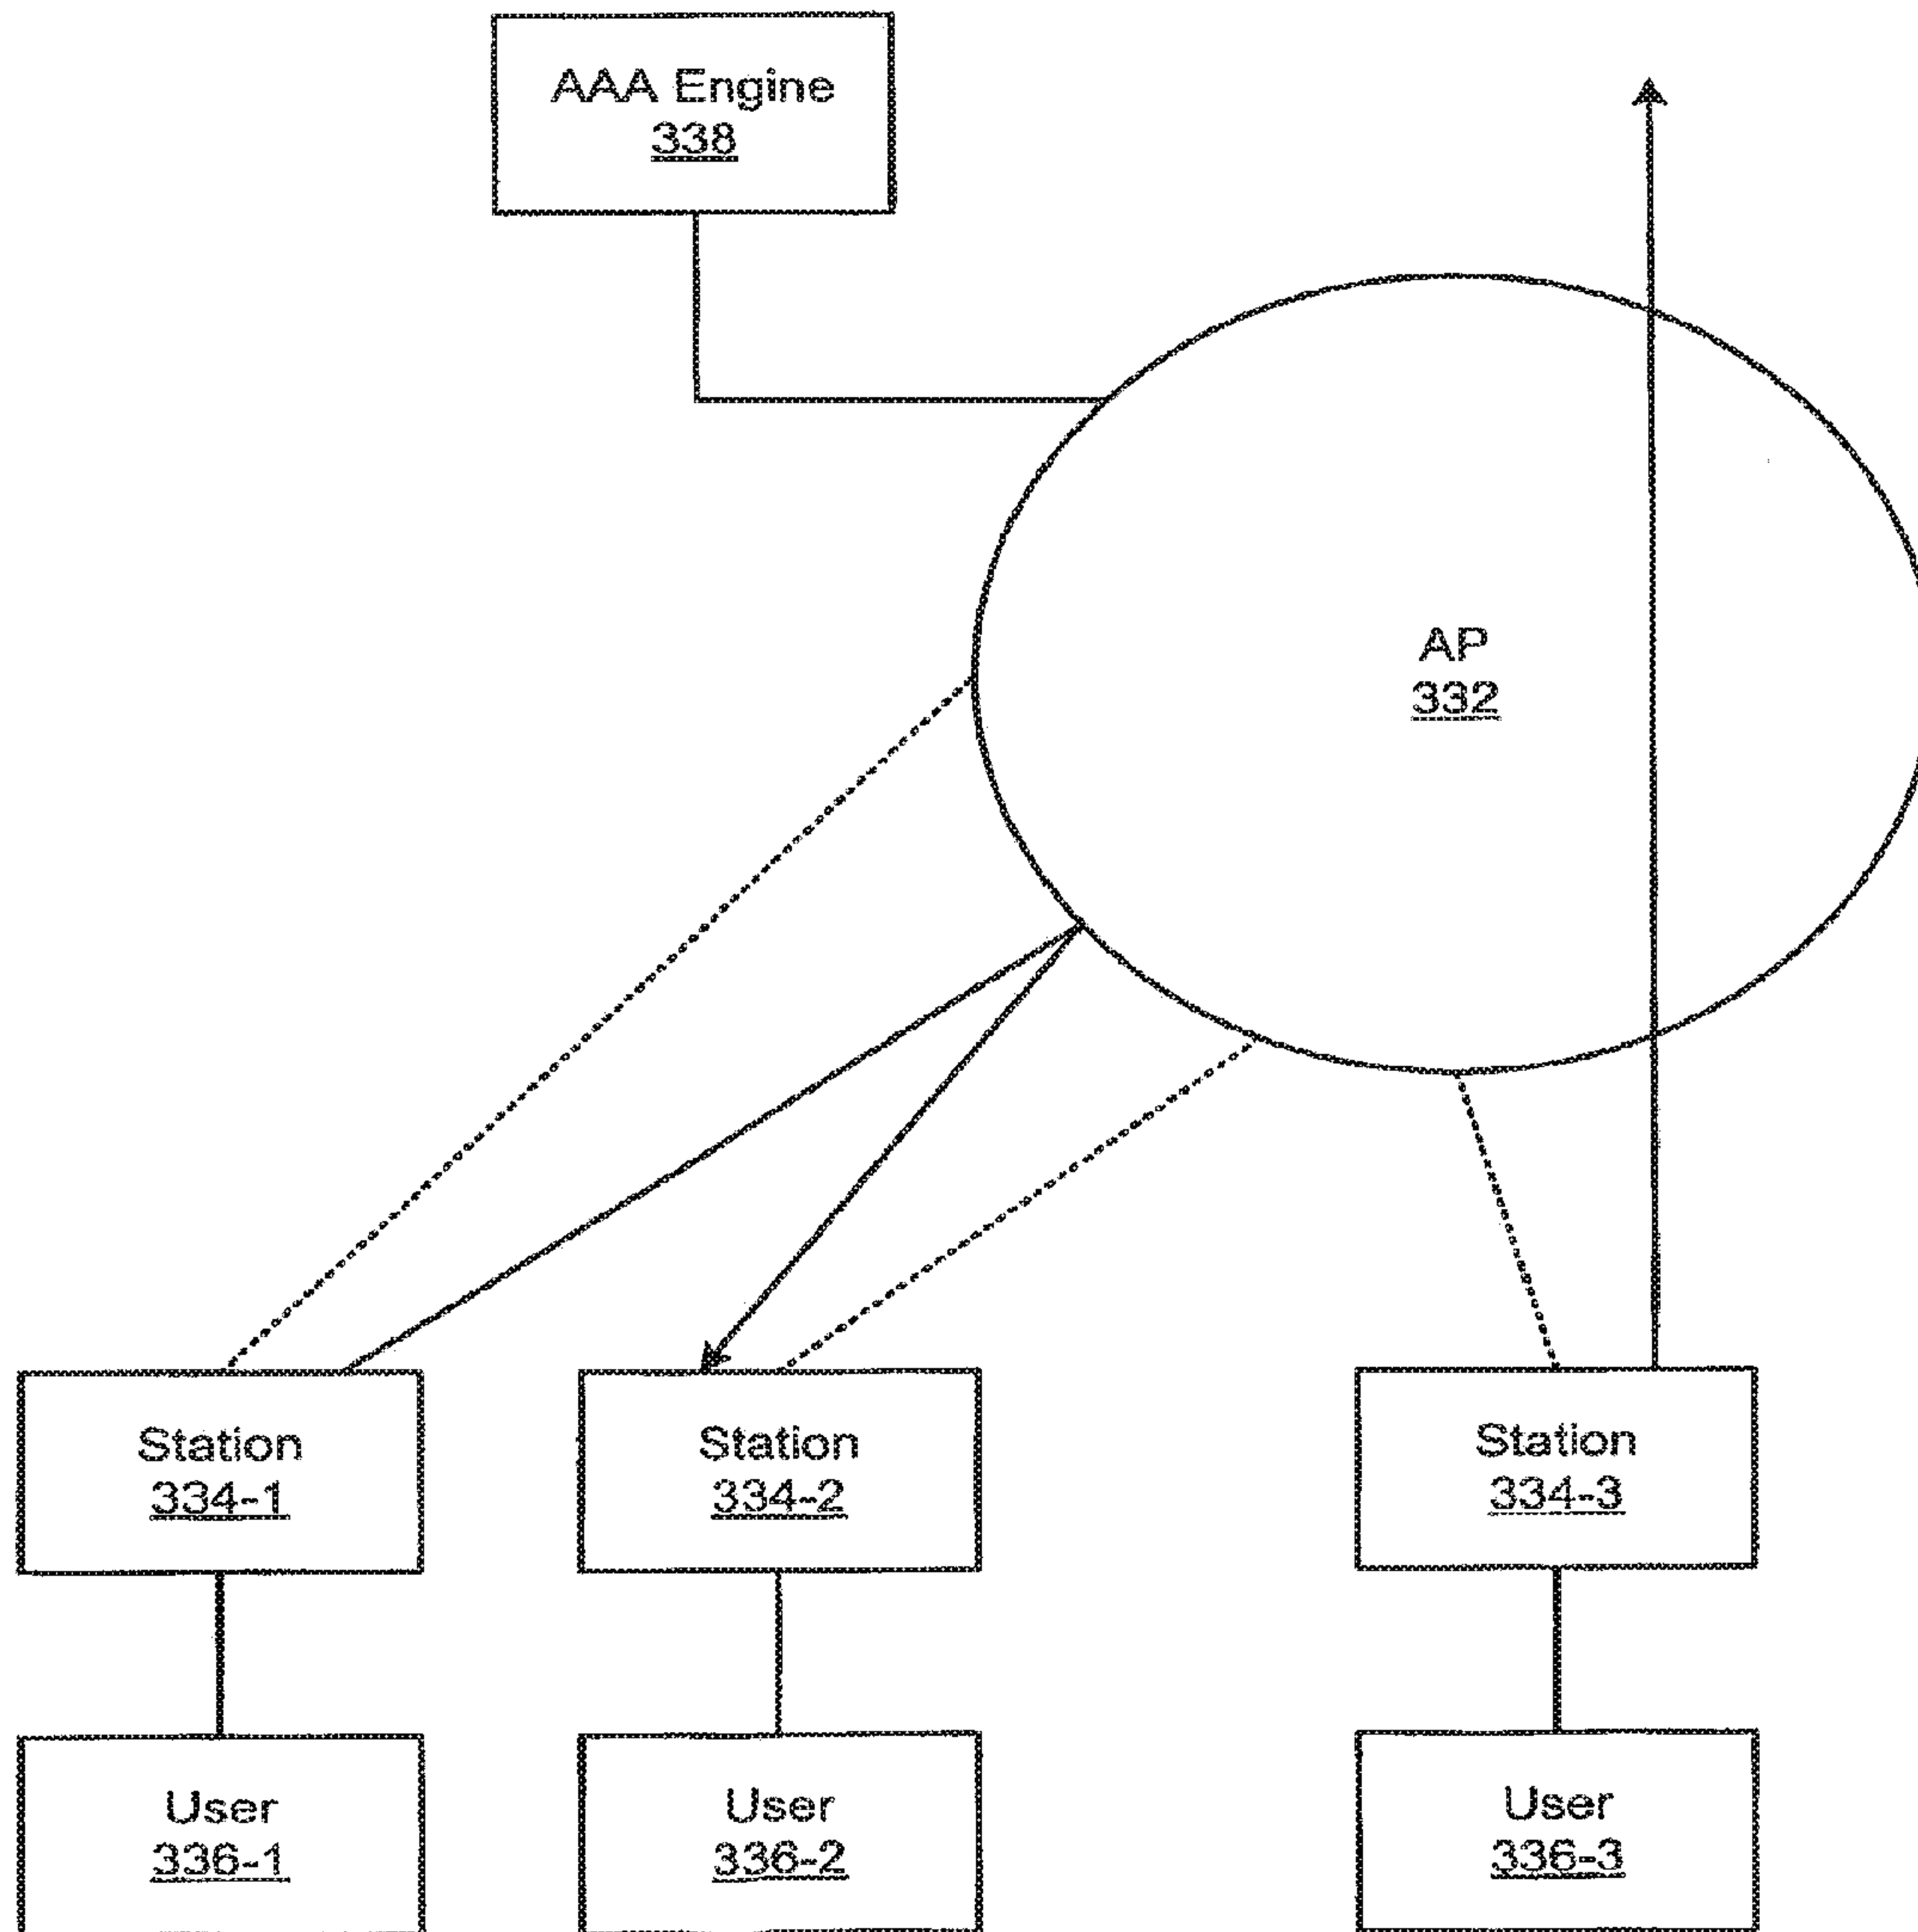 AAA Engine
338
AP
332
Station
334-1
Station
334-2
Station
334-3
User
336-1
User
336-2
User
336-3